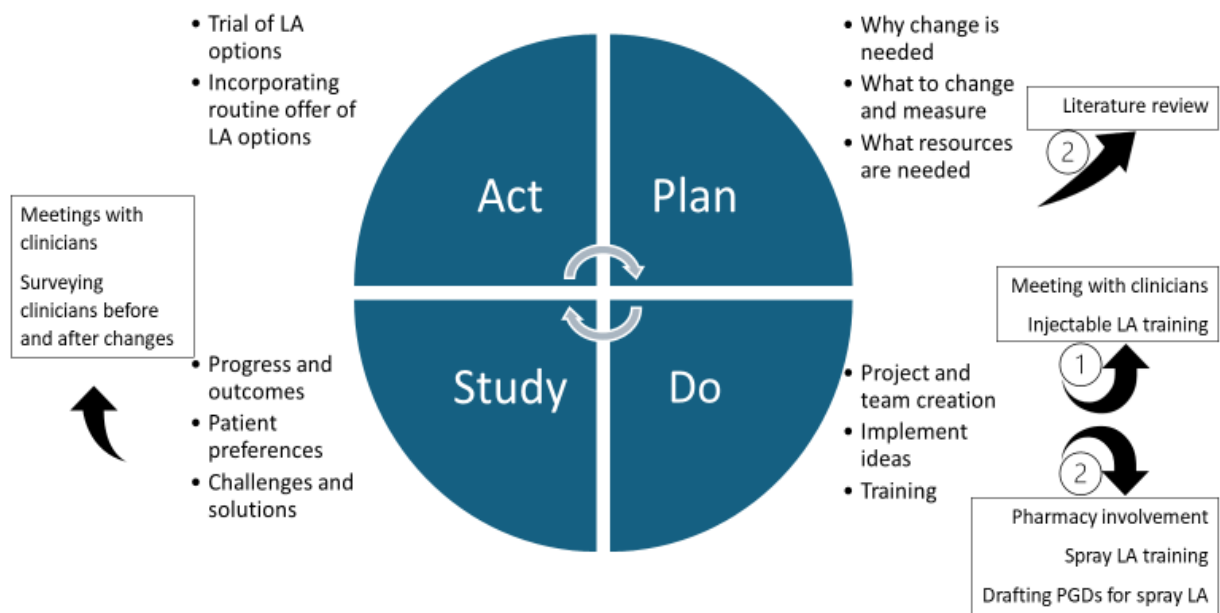 • Trial of LA
options
• Incorporating
routine offer of
LA options
• Why change is
needed
• What to change
and measure
• What resources
are needed
Literature review
2
Act
Plan
Meetings with
clinicians
Surveying
clinicians before
and after changes
Meeting with clinicians
Injectable LA training
1
Study
Do
• Progress and
outcomes
• Patient
preferences
• Challenges and
solutions
• Project and
team creation
• Implement
ideas
• Training
2
Pharmacy involvement
Spray LA training
Drafting PGDs for spray LA